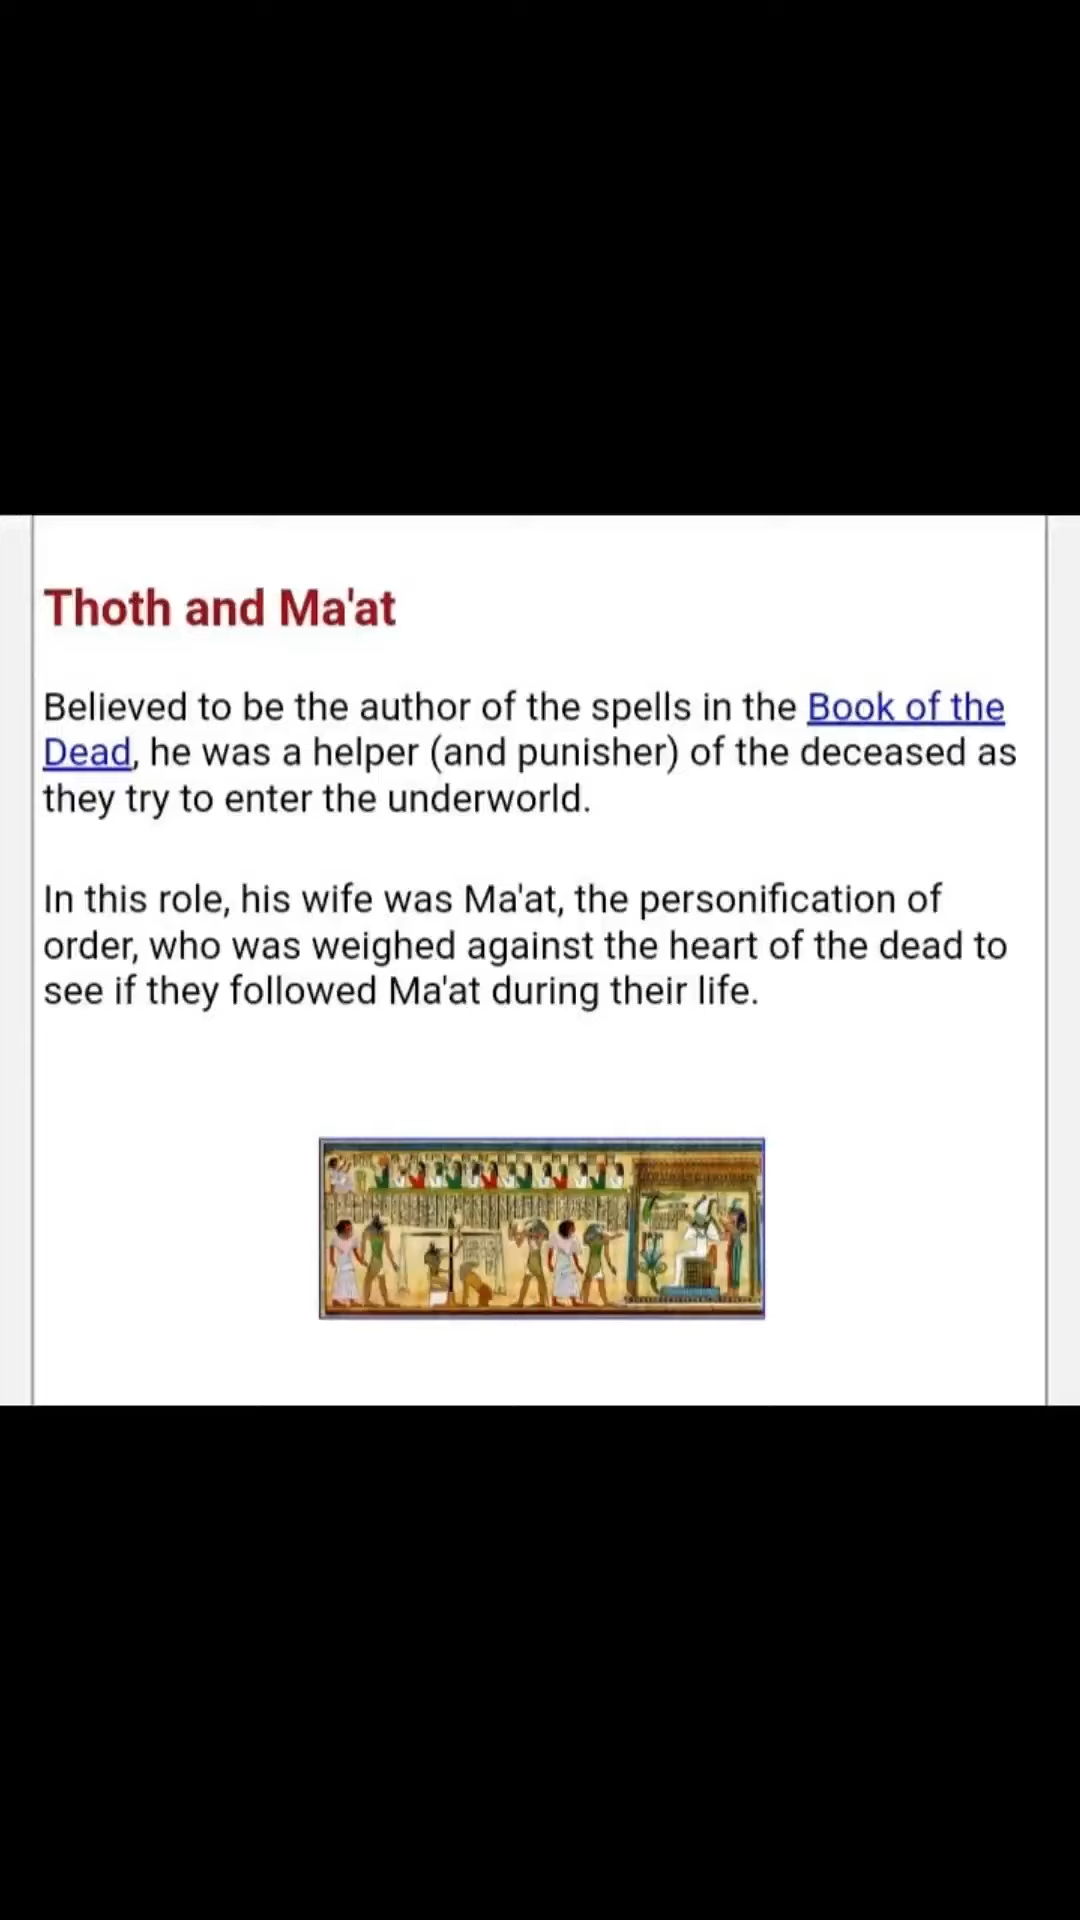 Thoth and Ma'at
Believed to be the author of the spells in the Book of the
Dead, he was a helper (and punisher) of the deceased as
they try to enter the underworld.
In this role, his wife was Ma'at, the personification of
order, who was weighed against the heart of the dead to
see if they followed Ma'at during their life.